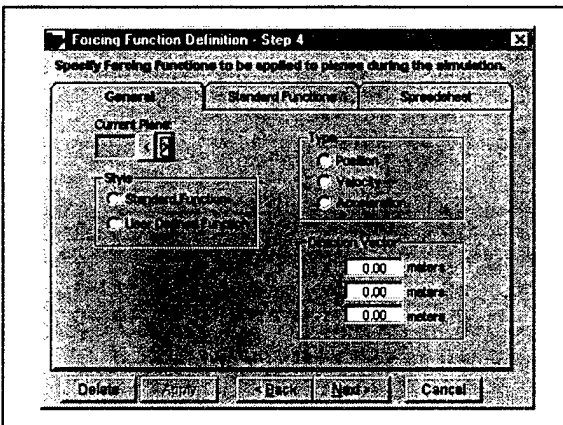 Forcing Function Definition - Step 4
Specify Forcing Functions to be applied to planes during the simulation.
General
Standard Functions
Spreadsheet
Current Plane:
< >
Style
Standard Function
User Defined Function
Type
Position
Velocity
Acceleration
Direction Vector
0.00 meters
0.00 meters
0.00 meters
Delete
Apply
< Back
Next >
Cancel